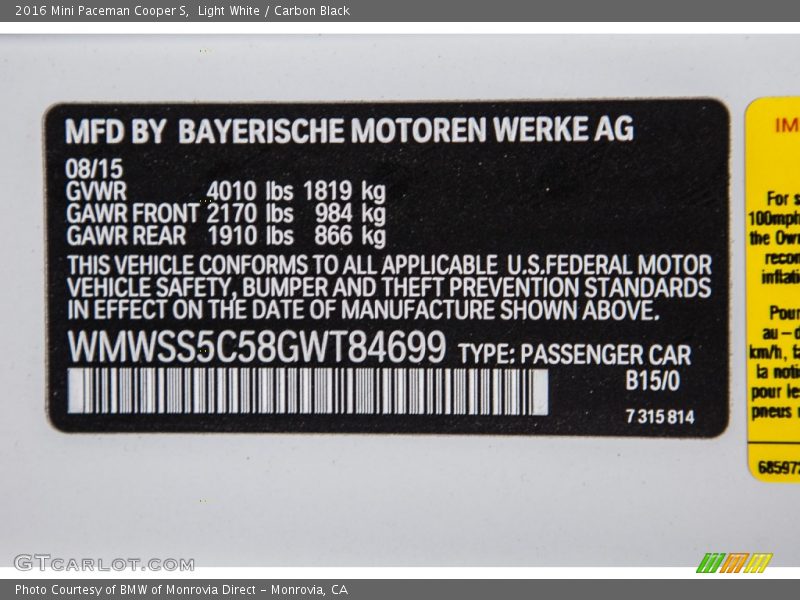 2016 Mini Paceman Cooper S,  Light White / Carbon Black
MFD BY BAYERISCHE MOTOREN WERKE AG
08/15
GVWR 4010 lbs 1819 kg
GAWR FRONT 2170 lbs 984 kg
GAWR REAR 1910 lbs 866 kg
THIS VEHICLE CONFORMS TO ALL APPLICABLE U.S.FEDERAL MOTOR
VEHICLE SAFETY, BUMPER AND THEFT PREVENTION STANDARDS
IN EFFECT ON THE DATE OF MANUFACTURE SHOWN ABOVE.
WMWSS5C58GWT84699 TYPE: PASSENGER CAR
B15/0
7 315 814
For
100mph
the
Pour
au-
km/h,
la
pour
pneus
GTCARLOT.COM
Photo Courtesy of BMW of Monrovia Direct – Monrovia, CA